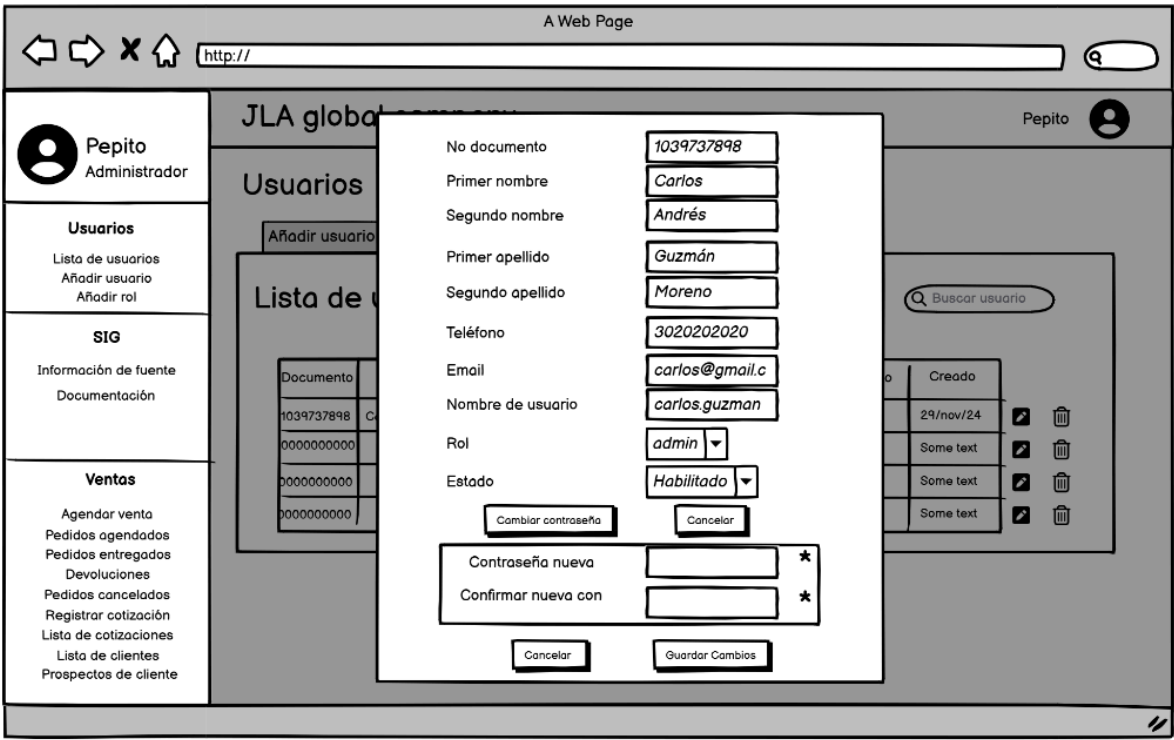 A Web Page
http://
JLA global company
Pepito
Pepito
Administrador
Usuarios
Lista de usuarios
Añadir usuario
Añadir rol
SIG
Información de fuente
Documentación
Ventas
Agendar venta
Pedidos agendados
Pedidos entregados
Devoluciones
Pedidos cancelados
Registrar cotización
Lista de cotizaciones
Lista de clientes
Prospectos de cliente
Usuarios
Añadir usuario
Lista de
Buscar usuario
Documento
Creado
1039737898
29/nov/24
0000000000
Some text
0000000000
Some text
0000000000
Some text
No documento 1039737898
Primer nombre Carlos
Segundo nombre Andrés
Primer apellido Guzmán
Segundo apellido Moreno
Teléfono 3020202020
Email carlos@gmail.c
Nombre de usuario carlos.guzman
Rol admin
Estado Habilitado
Cambiar contraseña Cancelar
Contraseña nueva *
Confirmar nueva con *
Cancelar Guardar Cambios